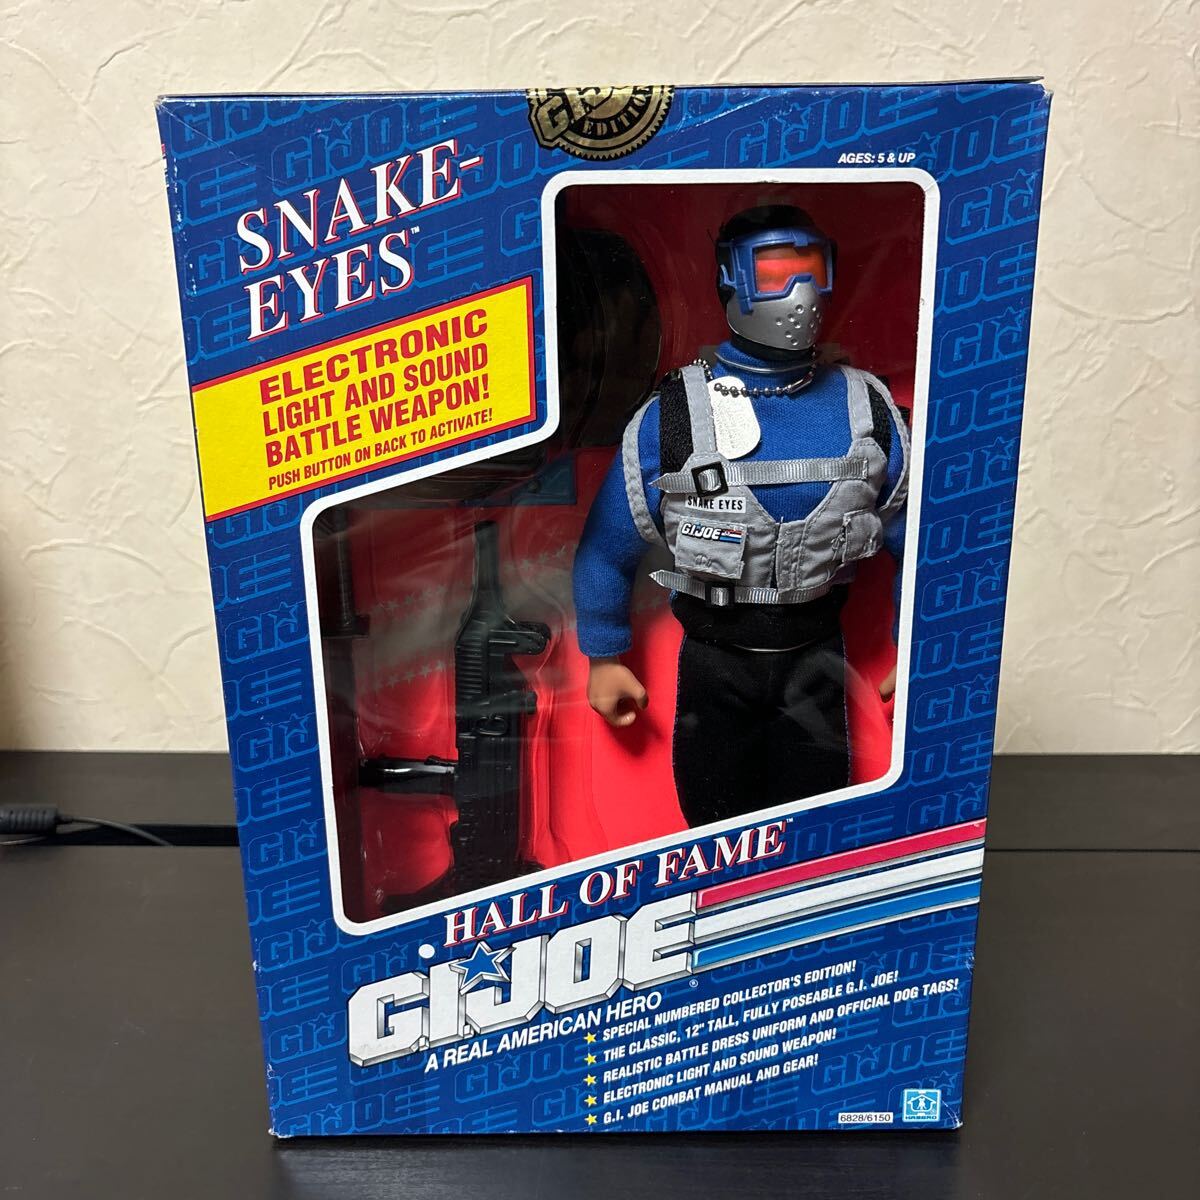 EDITION
AGES: 5 & UP
SNAKE-
EYES™
ELECTRONIC
LIGHT AND SOUND
BATTLE WEAPON!
PUSH BUTTON ON BACK TO ACTIVATE!
SNAKE EYES
G.I.JOE
HALL OF FAME™
G.I.JOE®
A REAL AMERICAN HERO
★ SPECIAL NUMBERED COLLECTOR'S EDITION!
★ THE CLASSIC, 12" TALL, FULLY POSEABLE G.I. JOE!
★ REALISTIC BATTLE DRESS UNIFORM AND OFFICIAL DOG TAGS!
★ ELECTRONIC LIGHT AND SOUND WEAPON!
★ G.I. JOE COMBAT MANUAL AND GEAR!
6828/6150
HASBRO